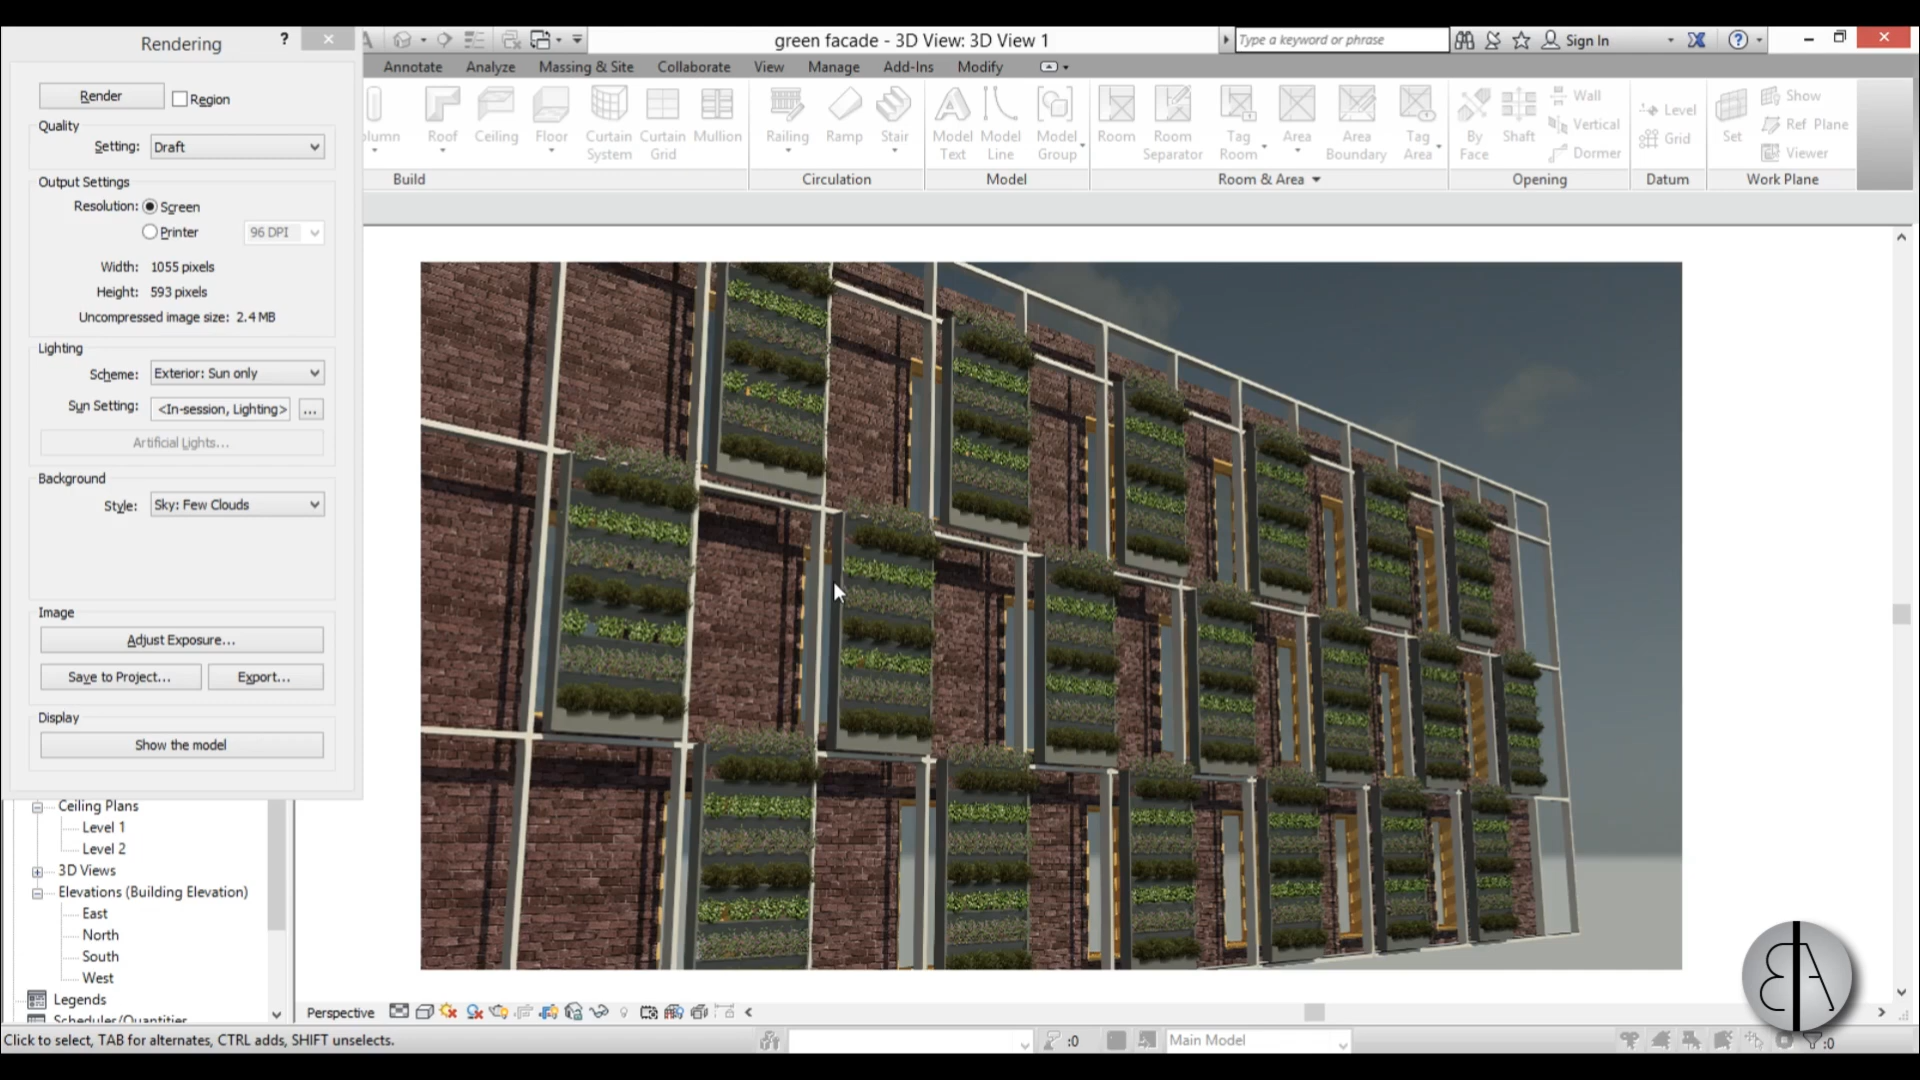 Rendering
?
Render
Region
Quality
Setting: Draft
Output Settings
Resolution: Screen
Printer 96 DPI
Width: 1055 pixels
Height: 593 pixels
Uncompressed image size: 2.4 MB
Lighting
Scheme: Exterior: Sun only
Sun Setting: <In-session, Lighting> ...
Artificial Lights...
Background
Style: Sky: Few Clouds
Image
Adjust Exposure...
Save to Project... Export...
Display
Show the model
green facade - 3D View: 3D View 1
Type a keyword or phrase
Sign In
Annotate Analyze Massing & Site Collaborate View Manage Add-Ins Modify
Roof
Ceiling
Floor
Curtain System
Curtain Grid
Mullion
Build
Railing
Ramp
Stair
Circulation
Model Text
Model Line
Model Group
Model
Room
Room Separator
Tag Room
Area
Area Boundary
Tag Area
Room & Area
By Face
Shaft
Wall
Vertical
Dormer
Opening
Level
Grid
Datum
Set
Show
Ref Plane
Viewer
Work Plane
Ceiling Plans
Level 1
Level 2
3D Views
Elevations (Building Elevation)
East
North
South
West
Legends
Perspective
Click to select, TAB for alternates, CTRL adds, SHIFT unselects.
:0
Main Model
:0